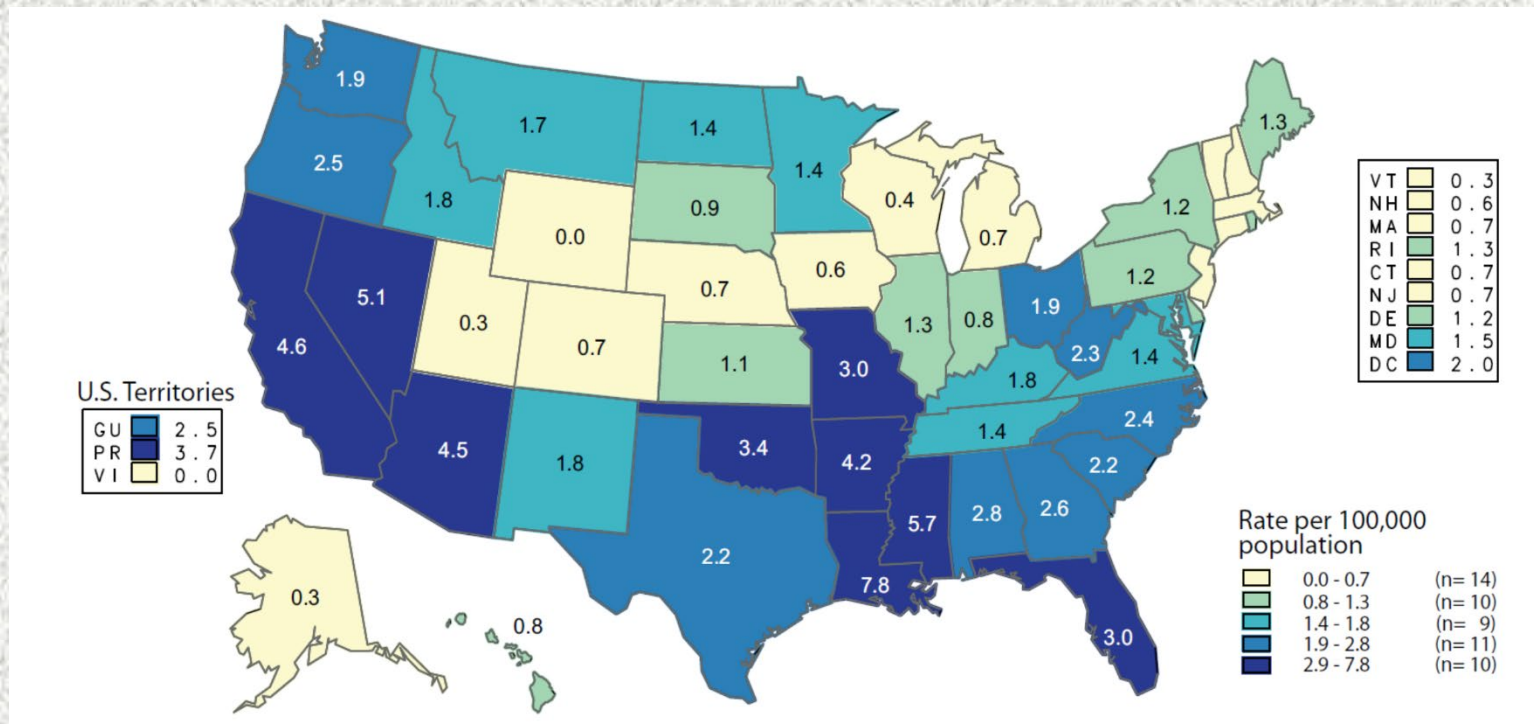 1.9
1.7
1.4
1.4
1.3
2.5
1.8
0.9
0.4
0.7
1.2
0.0
0.6
1.2
5.1
0.3
0.7
0.7
1.3
0.8
1.9
4.6
1.1
3.0
1.8
2.3
1.4
4.5
1.8
3.4
4.2
1.4
2.4
2.2
2.2
5.7
2.8
2.6
7.8
3.0
0.3
0.8
VT 0.3
NH 0.6
MA 0.7
RI 1.3
CT 0.7
NJ 0.7
DE 1.2
MD 1.5
DC 2.0
U.S. Territories
GU 2.5
PR 3.7
VI 0.0
Rate per 100,000
population
0.0 - 0.7 (n= 14)
0.8 - 1.3 (n= 10)
1.4 - 1.8 (n= 9)
1.9 - 2.8 (n= 11)
2.9 - 7.8 (n= 10)